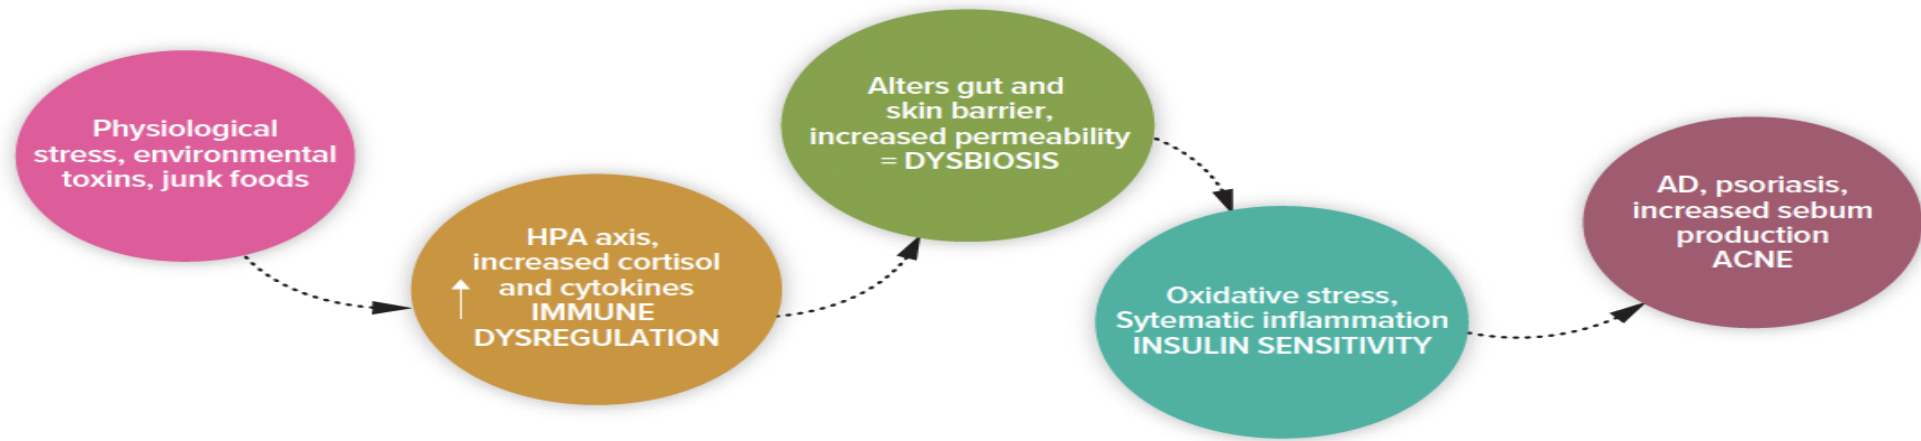 Physiological
stress, environmental
toxins, junk foods
HPA axis,
increased cortisol
and cytokines
IMMUNE
DYSREGULATION
Alters gut and
skin barrier,
increased permeability
= DYSBIOSIS
Oxidative stress,
Sytematic inflammation
INSULIN SENSITIVITY
AD, psoriasis,
increased sebum
production
ACNE